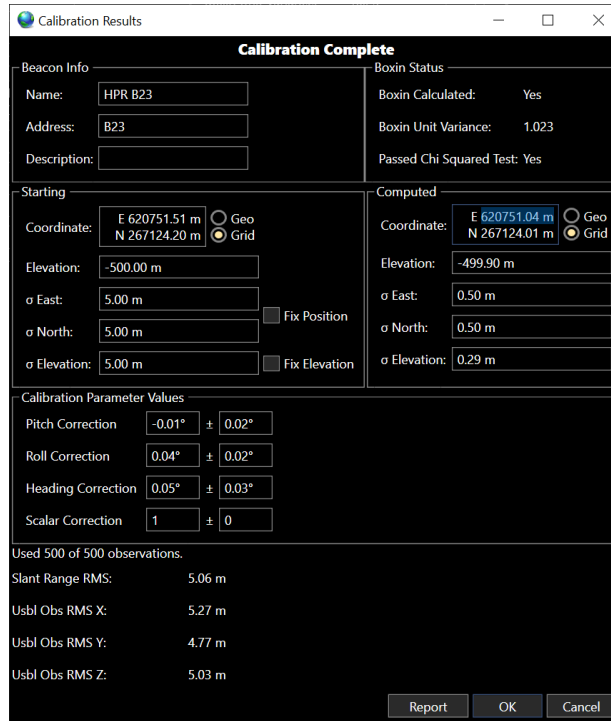 Calibration Results
Calibration Complete
Beacon Info
Name: HPR B23
Address: B23
Description:
Boxin Status
Boxin Calculated: Yes
Boxin Unit Variance: 1.023
Passed Chi Squared Test: Yes
Starting
Coordinate: E 620751.51 m Geo
N 267124.20 m Grid
Elevation: -500.00 m
σ East: 5.00 m
Fix Position
σ North: 5.00 m
σ Elevation: 5.00 m Fix Elevation
Computed
Coordinate: E 620751.04 m Geo
N 267124.01 m Grid
Elevation: -499.90 m
σ East: 0.50 m
σ North: 0.50 m
σ Elevation: 0.29 m
Calibration Parameter Values
Pitch Correction -0.01° ± 0.02°
Roll Correction 0.04° ± 0.02°
Heading Correction 0.05° ± 0.03°
Scalar Correction 1 ± 0
Used 500 of 500 observations.
Slant Range RMS: 5.06 m
Usbl Obs RMS X: 5.27 m
Usbl Obs RMS Y: 4.77 m
Usbl Obs RMS Z: 5.03 m
Report OK Cancel